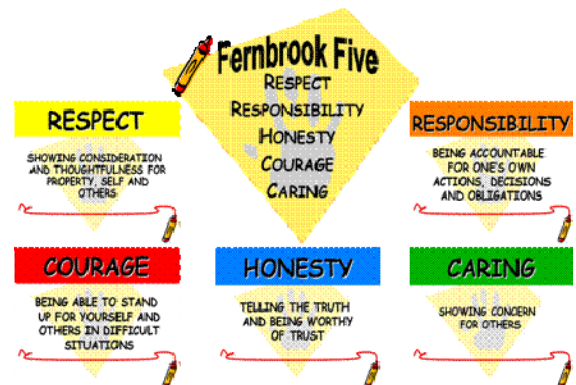 Fernbrook Five
RESPECT
RESPONSIBILITY
HONESTY
COURAGE
CARING
RESPECT
SHOWING CONSIDERATION
AND THOUGHTFULNESS FOR
PROPERTY, SELF AND
OTHERS
RESPONSIBILITY
BEING ACCOUNTABLE
FOR ONE'S OWN
ACTIONS, DECISIONS
AND OBLIGATIONS
COURAGE
BEING ABLE TO STAND
UP FOR YOURSELF AND
OTHERS IN DIFFICULT
SITUATIONS
HONESTY
TELLING THE TRUTH
AND BEING WORTHY
OF TRUST
CARING
SHOWING CONCERN
FOR OTHERS